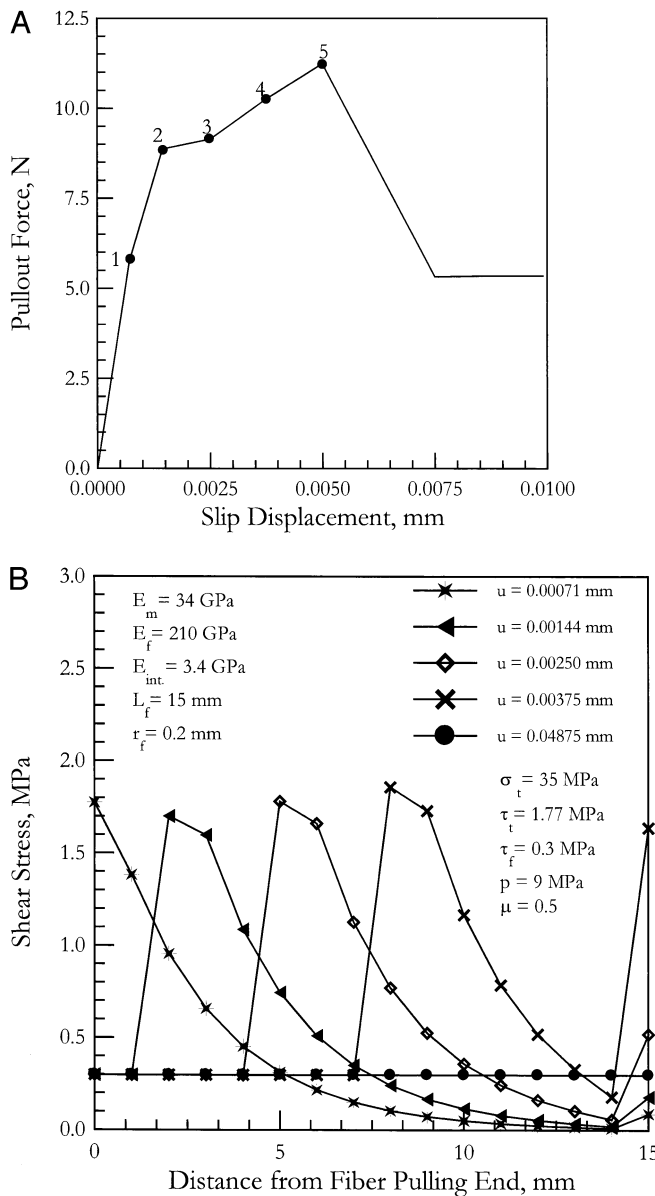 A
12.5
10.0
7.5
5.0
2.5
0.0
Pullout Force, N
1
2
3
4
5
0.0000
0.0025
0.0050
0.0075
0.0100
Slip Displacement, mm
B
3.0
2.5
2.0
1.5
1.0
0.5
0.0
Shear Stress, MPa
E_m = 34 GPa
E_f = 210 GPa
E_int. = 3.4 GPa
L_f = 15 mm
r_f = 0.2 mm
u = 0.00071 mm
u = 0.00144 mm
u = 0.00250 mm
u = 0.00375 mm
u = 0.04875 mm
σ_t = 35 MPa
τ_t = 1.77 MPa
τ_f = 0.3 MPa
p = 9 MPa
μ = 0.5
0
5
10
15
Distance from Fiber Pulling End, mm